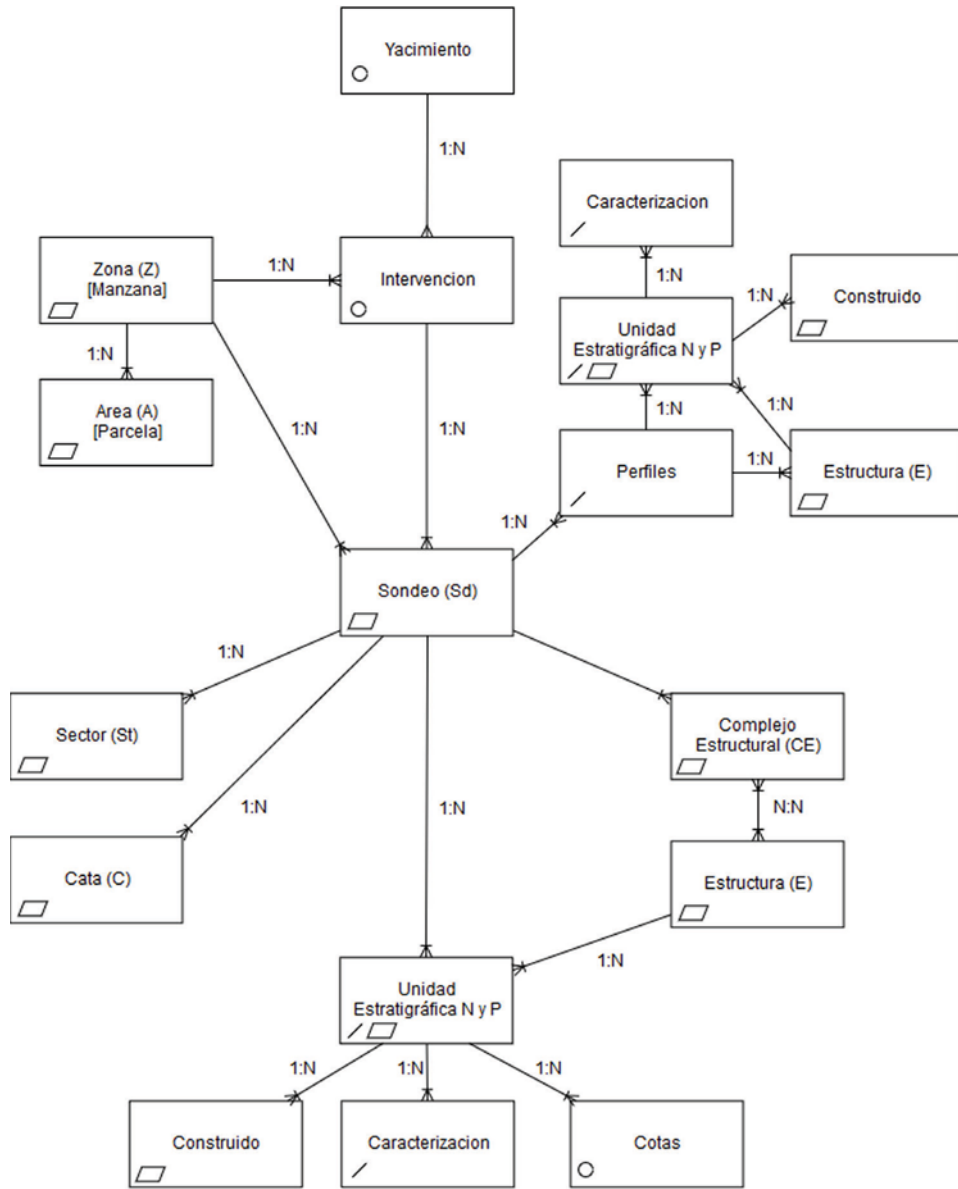 Yacimiento
1:N
Caracterizacion
Zona (Z)
[Manzana]
1:N
Intervencion
1:N
1:N
Construido
Unidad
Estratigráfica N y P
1:N
Area (A)
[Parcela]
1:N
1:N
1:N
1:N
Perfiles
1:N
Estructura (E)
1:N
Sondeo (Sd)
1:N
Sector (St)
Complejo
Estructural (CE)
1:N
1:N
N:N
Cata (C)
Estructura (E)
1:N
Unidad
Estratigráfica N y P
1:N
1:N
1:N
Construido
Caracterizacion
Cotas